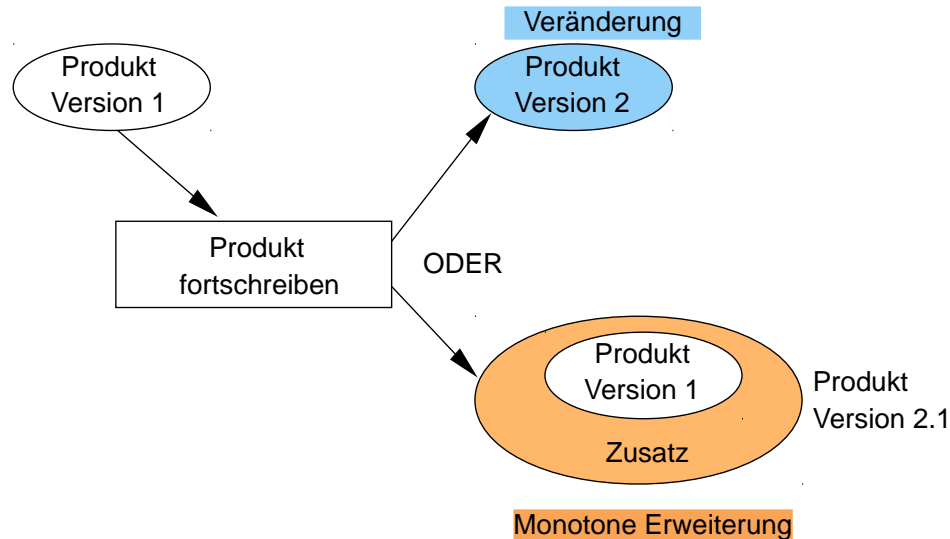 Veränderung
Produkt
Version 1
Produkt
Version 2
Produkt
fortschreiben
ODER
Produkt
Version 1
Zusatz
Produkt
Version 2.1
Monotone Erweiterung